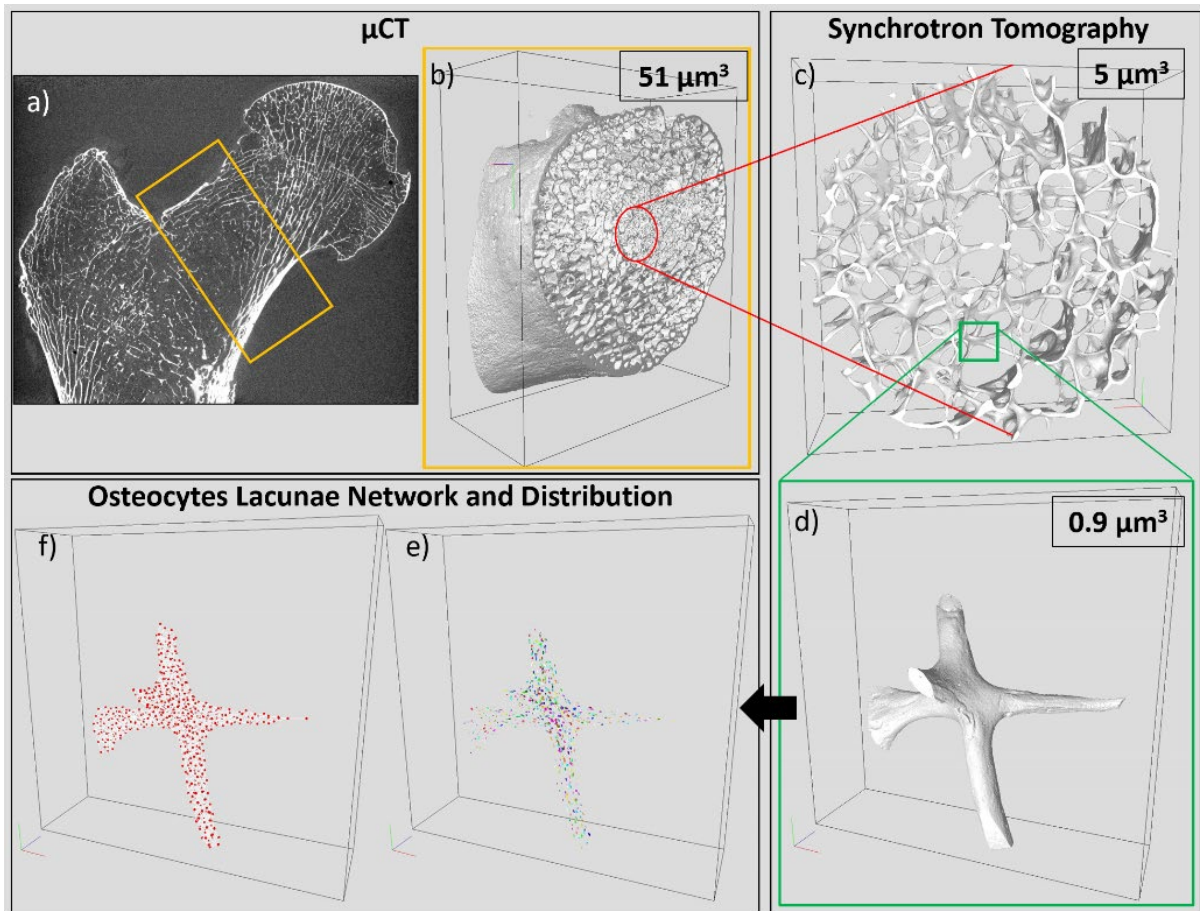 µCT
a)
b)
51 µm³
Synchrotron Tomography
c)
5 µm³
Osteocytes Lacunae Network and Distribution
f)
e)
d)
0.9 µm³